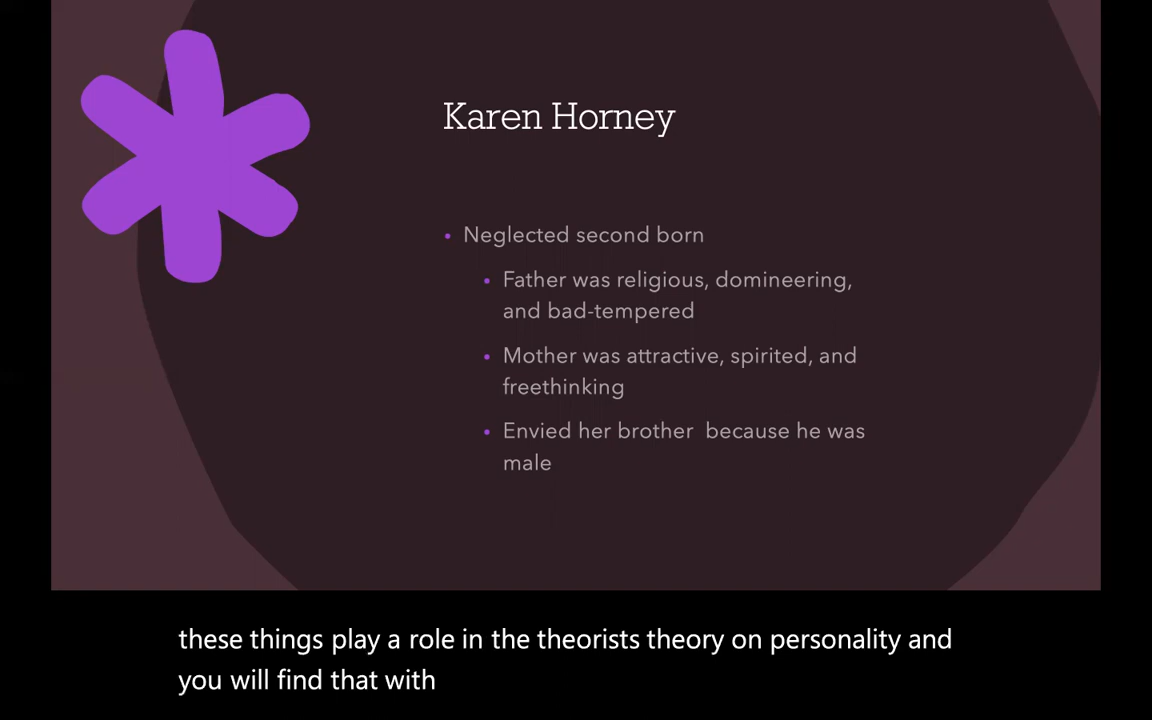 Karen Horney
• Neglected second born
• Father was religious, domineering,
and bad-tempered
• Mother was attractive, spirited, and
freethinking
• Envied her brother  because he was
male
these things play a role in the theorists theory on personality and
you will find that with